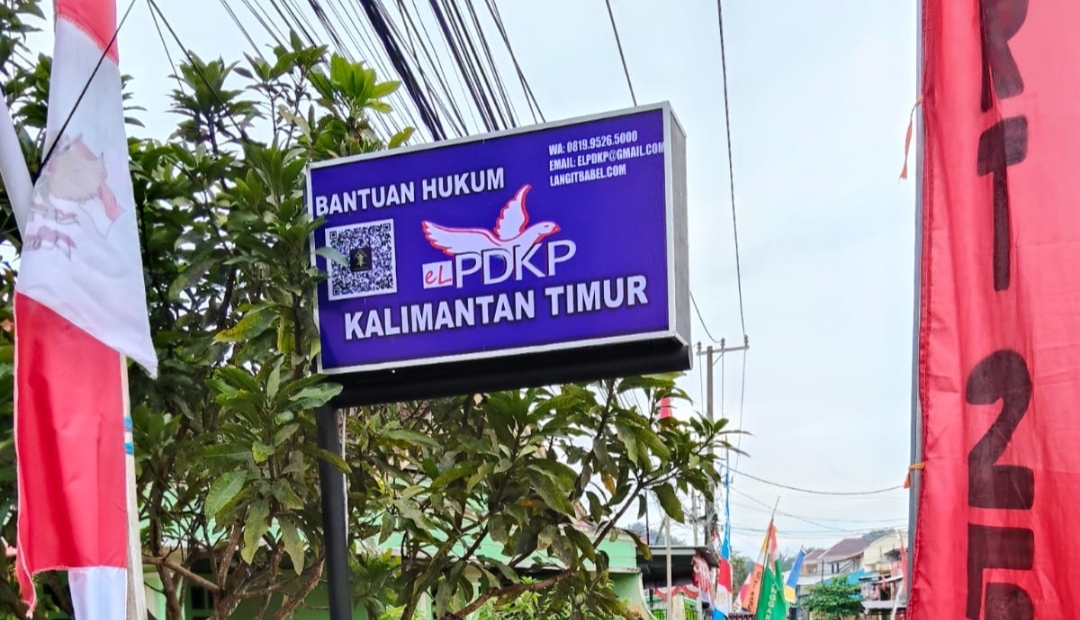 WA: 0819.9526.5000
EMAIL: ELPDKP@GMAIL.COM
LANGITBABEL.COM
BANTUAN HUKUM
eLPDKP
KALIMANTAN TIMUR